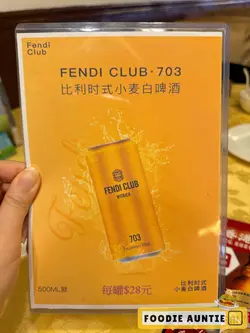 Fendi
Club
FENDI CLUB·703
比利时式小麦白啤酒
FENDI CLUB
703
500ML装
每罐$28元
比利时式
小麦白啤酒
FOODIE AUNTIE